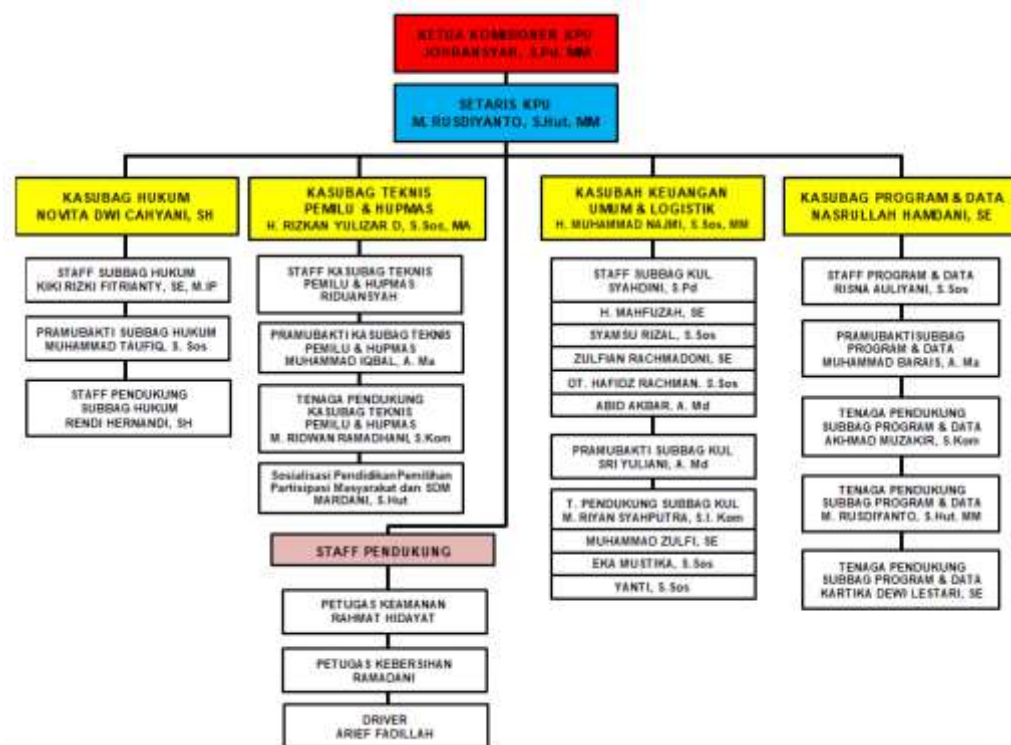 KETUA KOMISIONER KPU
JOHRANSYAH, S.Pd, MM
SETARIS KPU
M. RUSDIYANTO, S.Hut, MM
KASUBAG HUKUM
NOVITA DWI CAHYANI, SH
STAFF SUBBAG HUKUM
KIKI RIZKI FITRIANTY, SE, M.IP
PRAMUBAKTI SUBBAG HUKUM
MUHAMMAD TAUFIQ, S. Sos
STAFF PENDUKUNG
SUBBAG HUKUM
RENDI HERNANDI, SH
KASUBAG TEKNIS
PEMILU & HUPMAS
H. RIZKAN YULIZAR D, S.Sos, MA
STAFF KASUBAG TEKNIS
PEMILU & HUPMAS
RIDUANSYAH
PRAMUBAKTI KASUBAG TEKNIS
PEMILU & HUPMAS
MUHAMMAD IQBAL, A. Ma
TENAGA PENDUKUNG
KASUBAG TEKNIS
PEMILU & HUPMAS
M. RIDWAN RAMADHANI, S.Kom
Sosialisasi Pendidikan Pemilihan
Partisipasi Masyarakat dan SDM
MARDANI, S.Hut
STAFF PENDUKUNG
PETUGAS KEAMANAN
RAHMAT HIDAYAT
PETUGAS KEBERSIHAN
RAMADANI
DRIVER
ARIEF FADILLAH
KASUBAH KEUANGAN
UMUM & LOGISTIK
H. MUHAMMAD NAJMI, S.Sos, MM
STAFF SUBBAG KUL
SYAHDINI, S.Pd
H. MAHFUZAH, SE
SYAMSU RIZAL, S.Sos
ZULFIAN RACHMADONI, SE
GT. HAFIDZ RACHMAN, S.Sos
ABID AKBAR, A. Md
PRAMUBAKTI SUBBAG KUL
SRI YULIANI, A. Md
T. PENDUKUNG SUBBAG KUL
M. RIYAN SYAHPUTRA, S.I. Kom
MUHAMMAD ZULFI, SE
EKA MUSTIKA, S.Sos
YANTI, S.Sos
KASUBAG PROGRAM & DATA
NASRULLAH HAMDANI, SE
STAFF PROGRAM & DATA
RISNA AULIYANI, S.Sos
PRAMUBAKTI SUBBAG
PROGRAM & DATA
MUHAMMAD BARAIS, A. Ma
TENAGA PENDUKUNG
SUBBAG PROGRAM & DATA
AKHMAD MUZAKIR, S.Kom
TENAGA PENDUKUNG
SUBBAG PROGRAM & DATA
M. RUSDIYANTO, S.Hut, MM
TENAGA PENDUKUNG
SUBBAG PROGRAM & DATA
KARTIKA DEWI LESTARI, SE